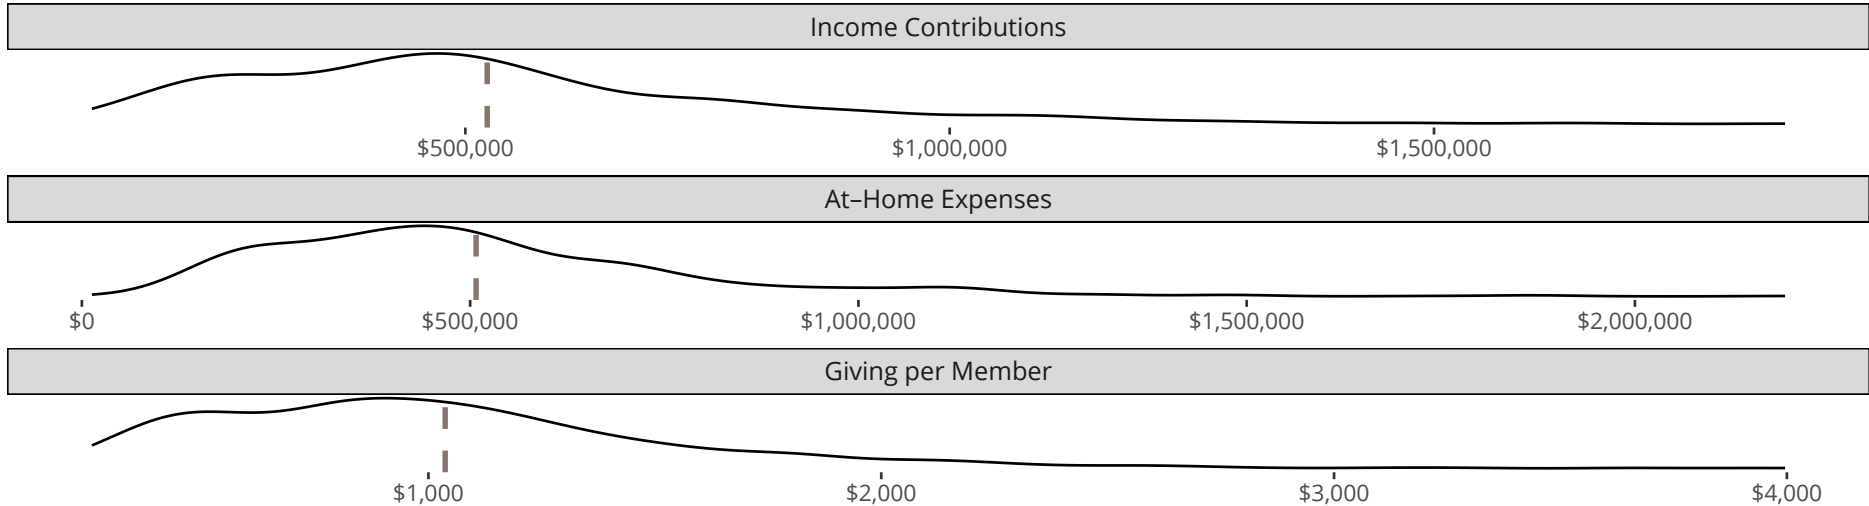 Income Contributions
$500,000 $1,000,000 $1,500,000
At–Home Expenses
$0 $500,000 $1,000,000 $1,500,000 $2,000,000
Giving per Member
$1,000 $2,000 $3,000 $4,000